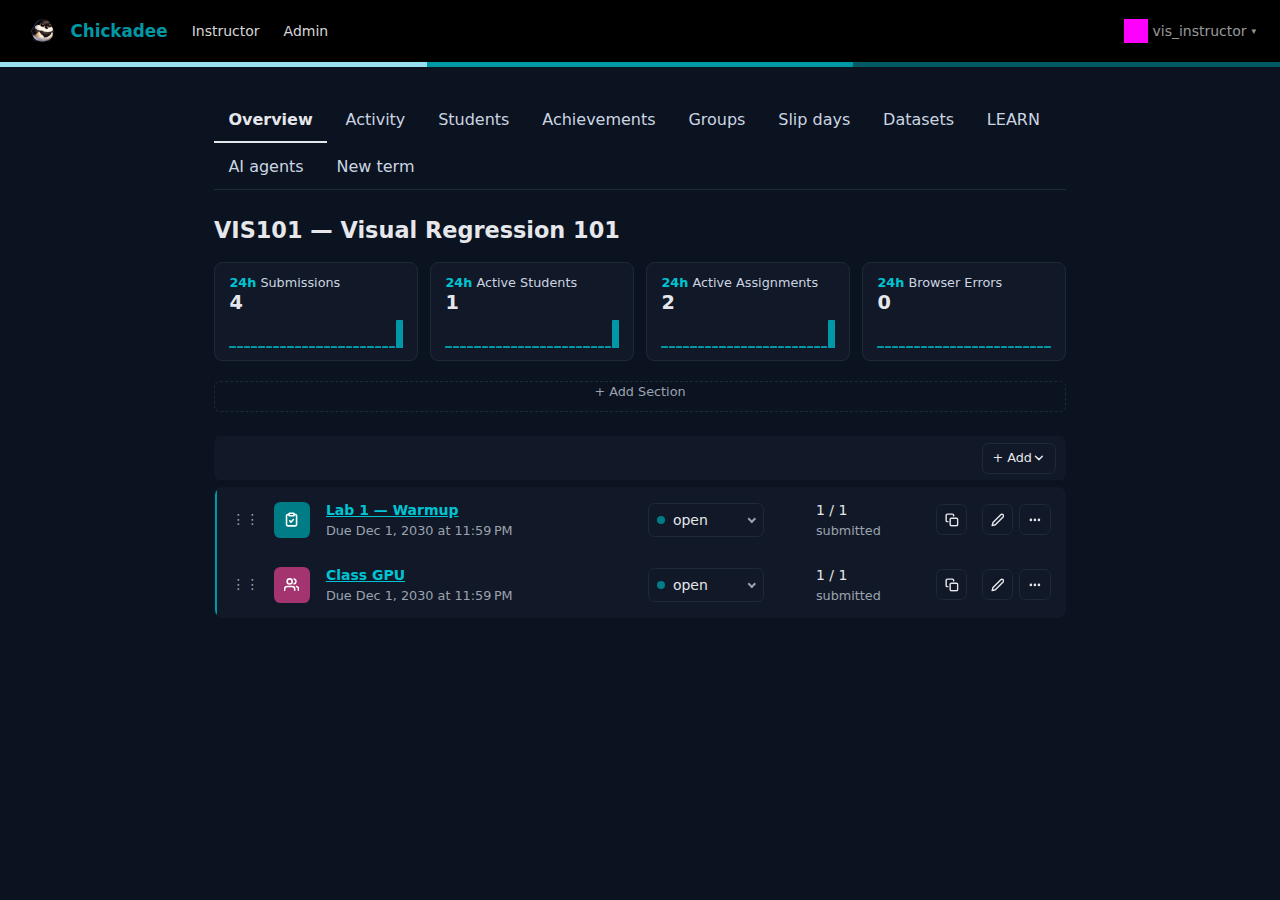 Chickadee Instructor Admin vis_instructor ▾
Overview Activity Students Achievements Groups Slip days Datasets LEARN
AI agents New term
VIS101 — Visual Regression 101
24h Submissions
4
24h Active Students
1
24h Active Assignments
2
24h Browser Errors
0
+ Add Section
+ Add
Lab 1 — Warmup
Due Dec 1, 2030 at 11:59 PM
open
1 / 1
submitted
Class GPU
Due Dec 1, 2030 at 11:59 PM
open
1 / 1
submitted